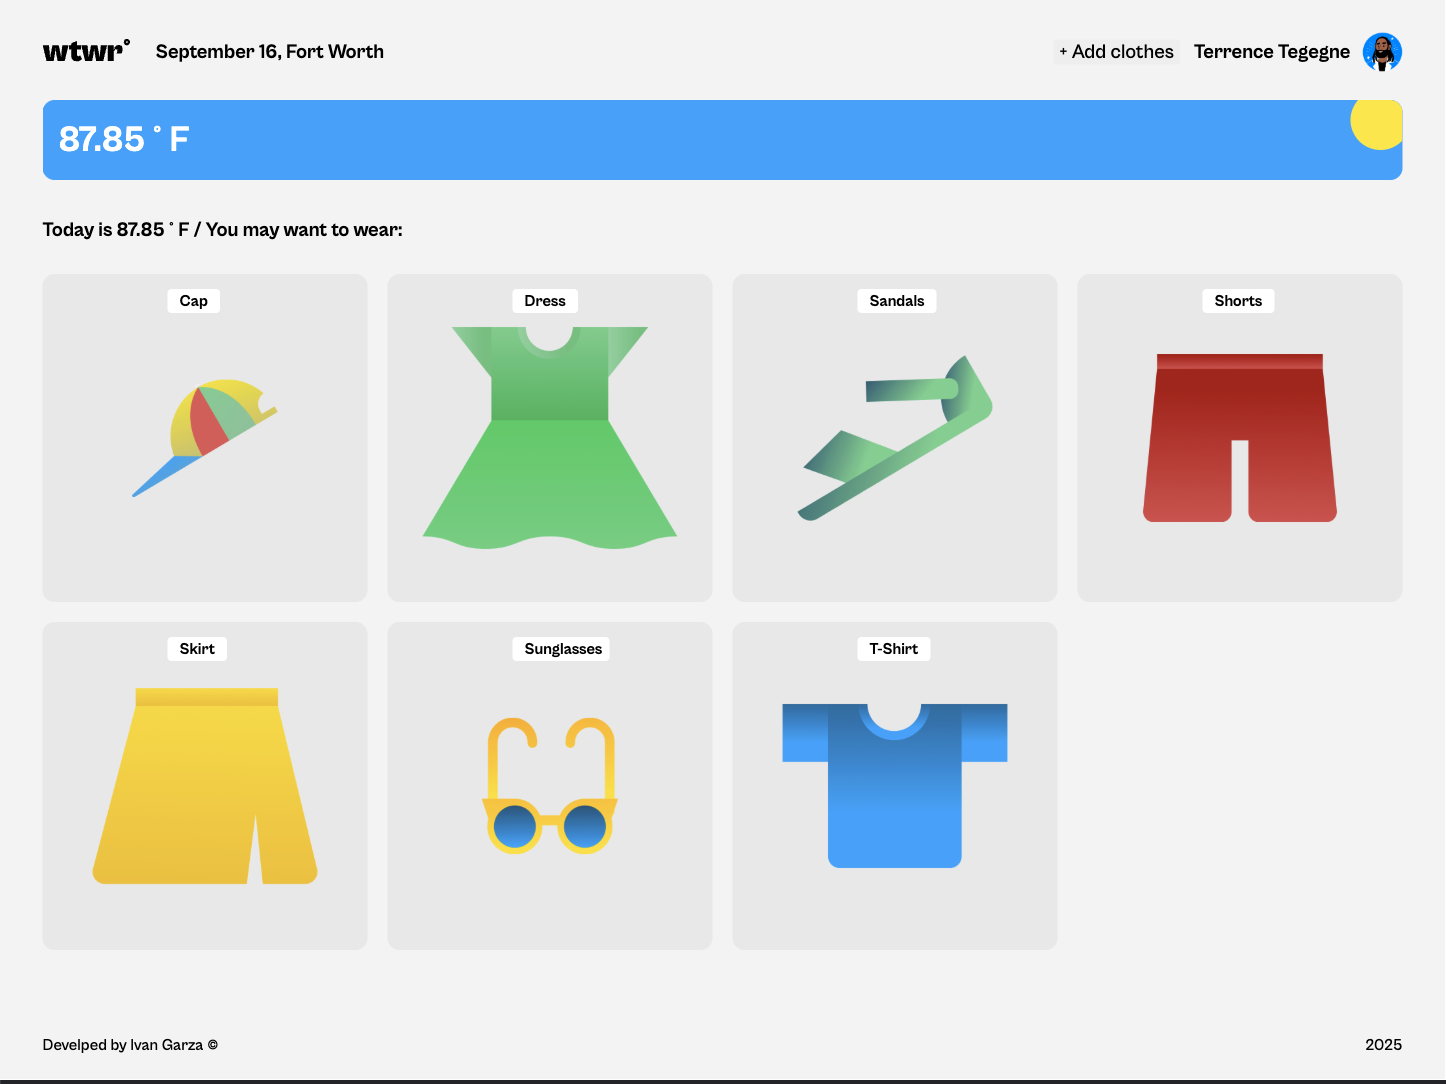 wtwr°
September 16, Fort Worth
+ Add clothes
Terrence Tegegne
87.85 ° F
Today is 87.85 ° F / You may want to wear:
Cap
Dress
Sandals
Shorts
Skirt
Sunglasses
T-Shirt
Develped by Ivan Garza ©
2025